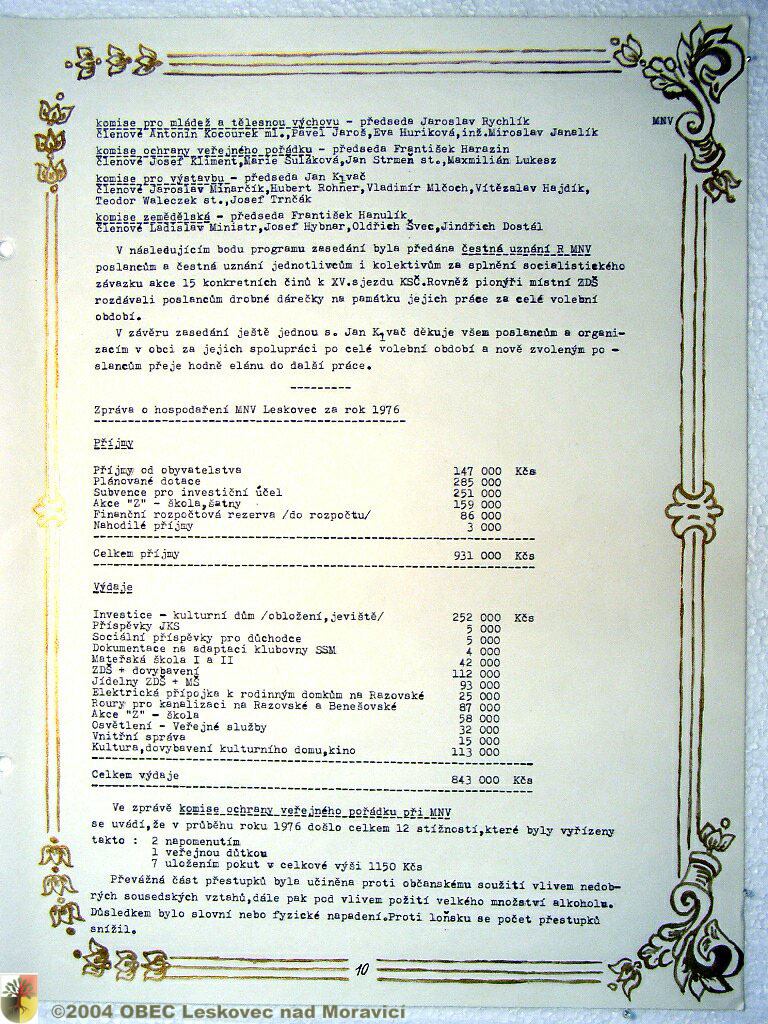 komise pro mládež a tělesnou výchovu - předseda Jaroslav Rychlík
MNV
členové Antonín Kocourek ml.,Pavel Jaroš,Eva Huriková,inž.Miroslav Janalík
komise ochrany veřejného pořádku - předseda František Harazin
členové Josef Kliment,Marie Šuláková,Jan Strmeň st.,Maxmilián Lukesz
komise pro výstavbu - předseda Jan Kývač
členové Jaroslav Minarčík,Hubert Rohner,Vladimír Mlčoch,Vítězslav Hajdík,
Teodor Waleczek st.,Josef Trnčák
komise zemědělská - předseda František Hanulík
členové Ladislav Ministr,Josef Hybnar,Oldřich Švec,Jindřich Dostál
V následujícím bodu programu zasedání byla předána čestná uznání R MNV
poslancům a čestná uznání jednotlivcům i kolektivům za splnění socialistického
závazku akce 15 konkretních činů k XV.sjezdu KSČ.Rovněž pionýři místní ZDŠ
rozdávali poslancům drobné dárečky na památku jejich práce za celé volební
období.
V závěru zasedání ještě jednou s. Jan Kývač děkuje všem poslancům a organi-
zacím v obci za jejich spolupráci po celé volební období a nově zvoleným po -
slancům přeje hodně elánu do další práce.
---------
Zpráva o hospodaření MNV Leskovec za rok 1976
Příjmy
Příjmy od obyvatelstva 147 000 Kčs
Plánované dotace 285 000
Subvence pro investiční účel 251 000
Akce "Z" - škola,šatny 159 000
Finanční rozpočtová rezerva /do rozpočtu/ 86 000
Nahodilé příjmy 3 000
Celkem příjmy 931 000 Kčs
Výdaje
Investice - kulturní dům /obložení,jeviště/ 252 000 Kčs
Příspěvky JKS 5 000
Sociální příspěvky pro důchodce 5 000
Dokumentace na adaptaci klubovny SSM 4 000
Mateřská škola I a II 42 000
ZDŠ + dovybavení 112 000
Jídelny ZDŠ + MŠ 93 000
Elektrická přípojka k rodinným domkům na Razovské 25 000
Roury pro kanalizaci na Razovské a Benešovské 87 000
Akce "Z" - škola 58 000
Osvětlení - Veřejné služby 32 000
Vnitřní správa 15 000
Kultura,dovybavení kulturního domu,kino 113 000
Celkem výdaje 843 000 Kčs
Ve zprávě komise ochrany veřejného pořádku při MNV
se uvádí,že v průběhu roku 1976 došlo celkem 12 stížností,které byly vyřízeny
takto : 2 napomenutím
1 veřejnou důtkou
7 uložením pokut v celkové výši 1150 Kčs
Převážná část přestupků byla učiněna proti občanskému soužití vlivem nedob-
rých sousedských vztahů,dále pak pod vlivem požití velkého množství alkoholu.
Důsledkem bylo slovní nebo fyzické napadení.Proti loňsku se počet přestupků
snížil.
10
©2004 OBEC Leskovec nad Moravicí